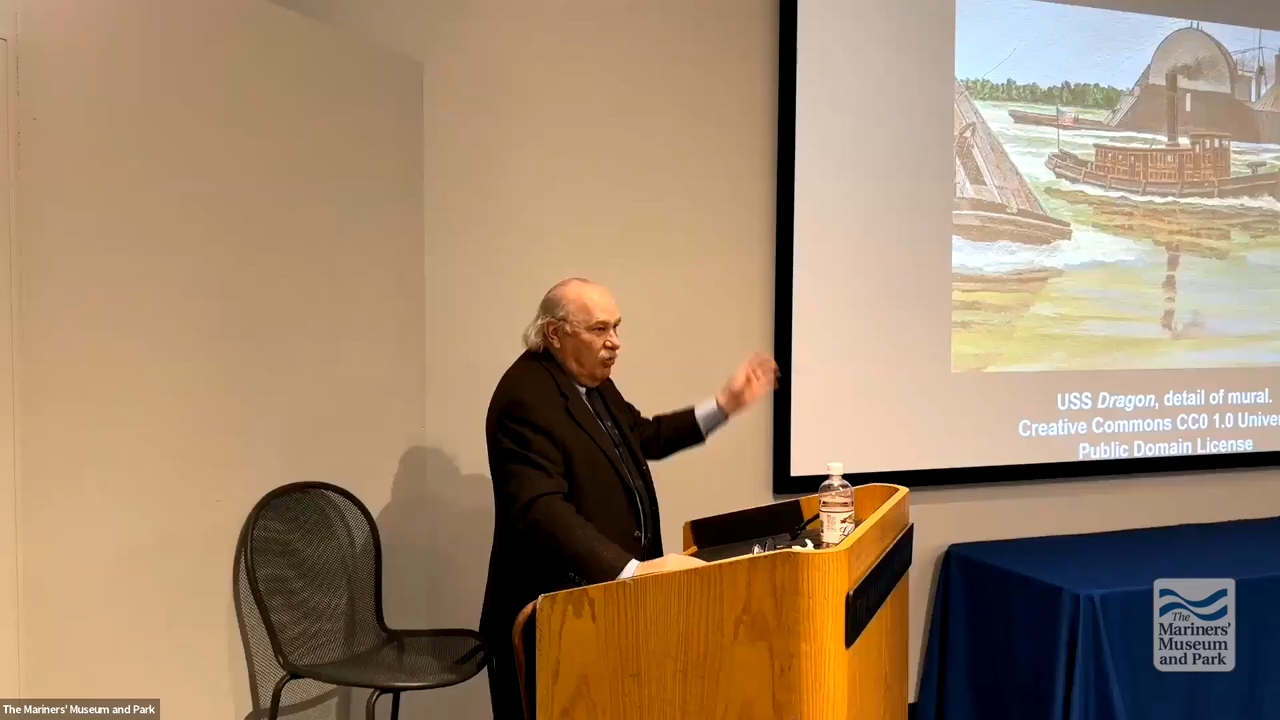 USS Dragon, detail of mural.
Creative Commons CC0 1.0 Univer
Public Domain License
The
Mariners'
Museum
and Park
The Mariners' Museum and Park